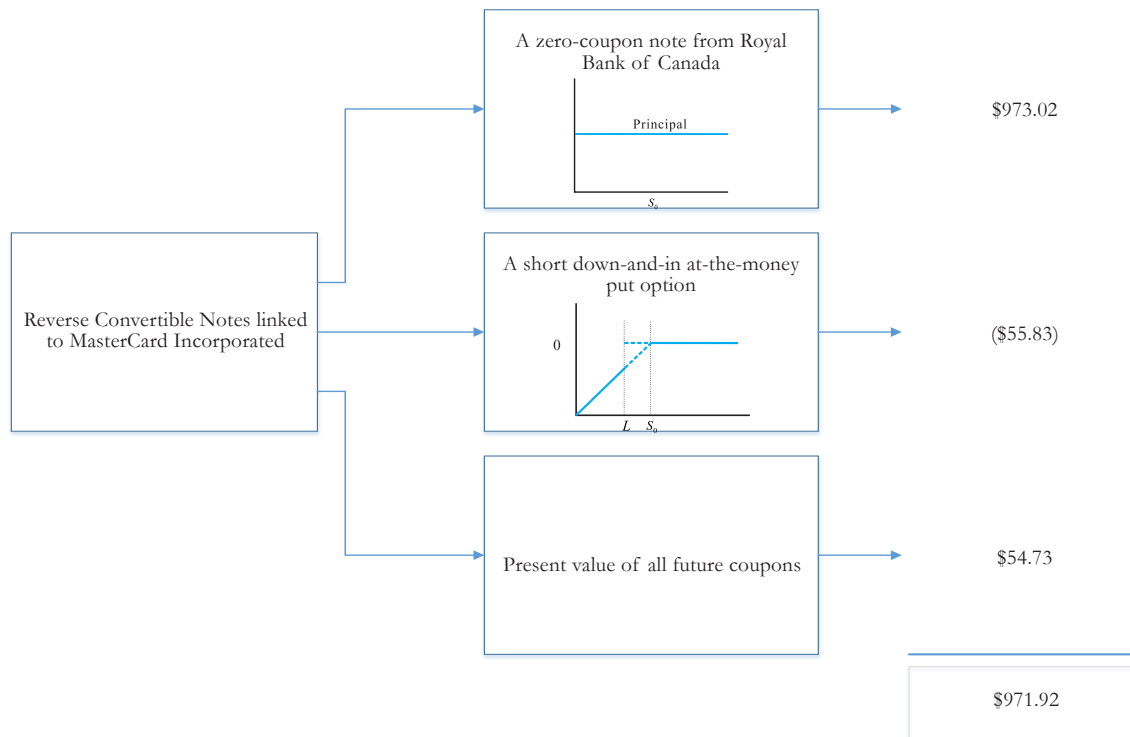 A zero-coupon note from Royal
Bank of Canada
Principal
S₀
$973.02
Reverse Convertible Notes linked
to MasterCard Incorporated
A short down-and-in at-the-money
put option
0
L S₀
($55.83)
Present value of all future coupons
$54.73
$971.92